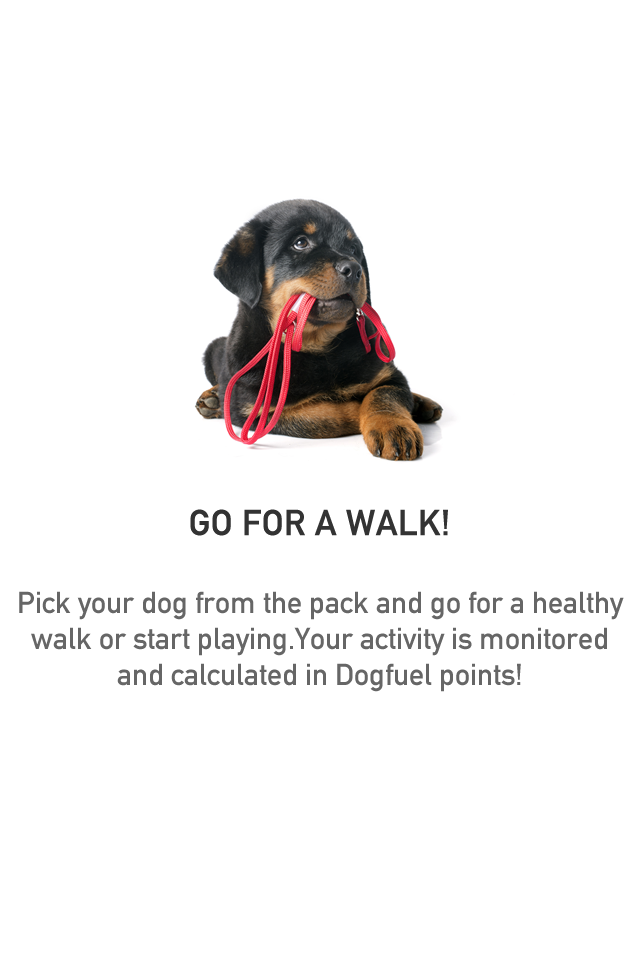 GO FOR A WALK!
Pick your dog from the pack and go for a healthy
walk or start playing.Your activity is monitored
and calculated in Dogfuel points!